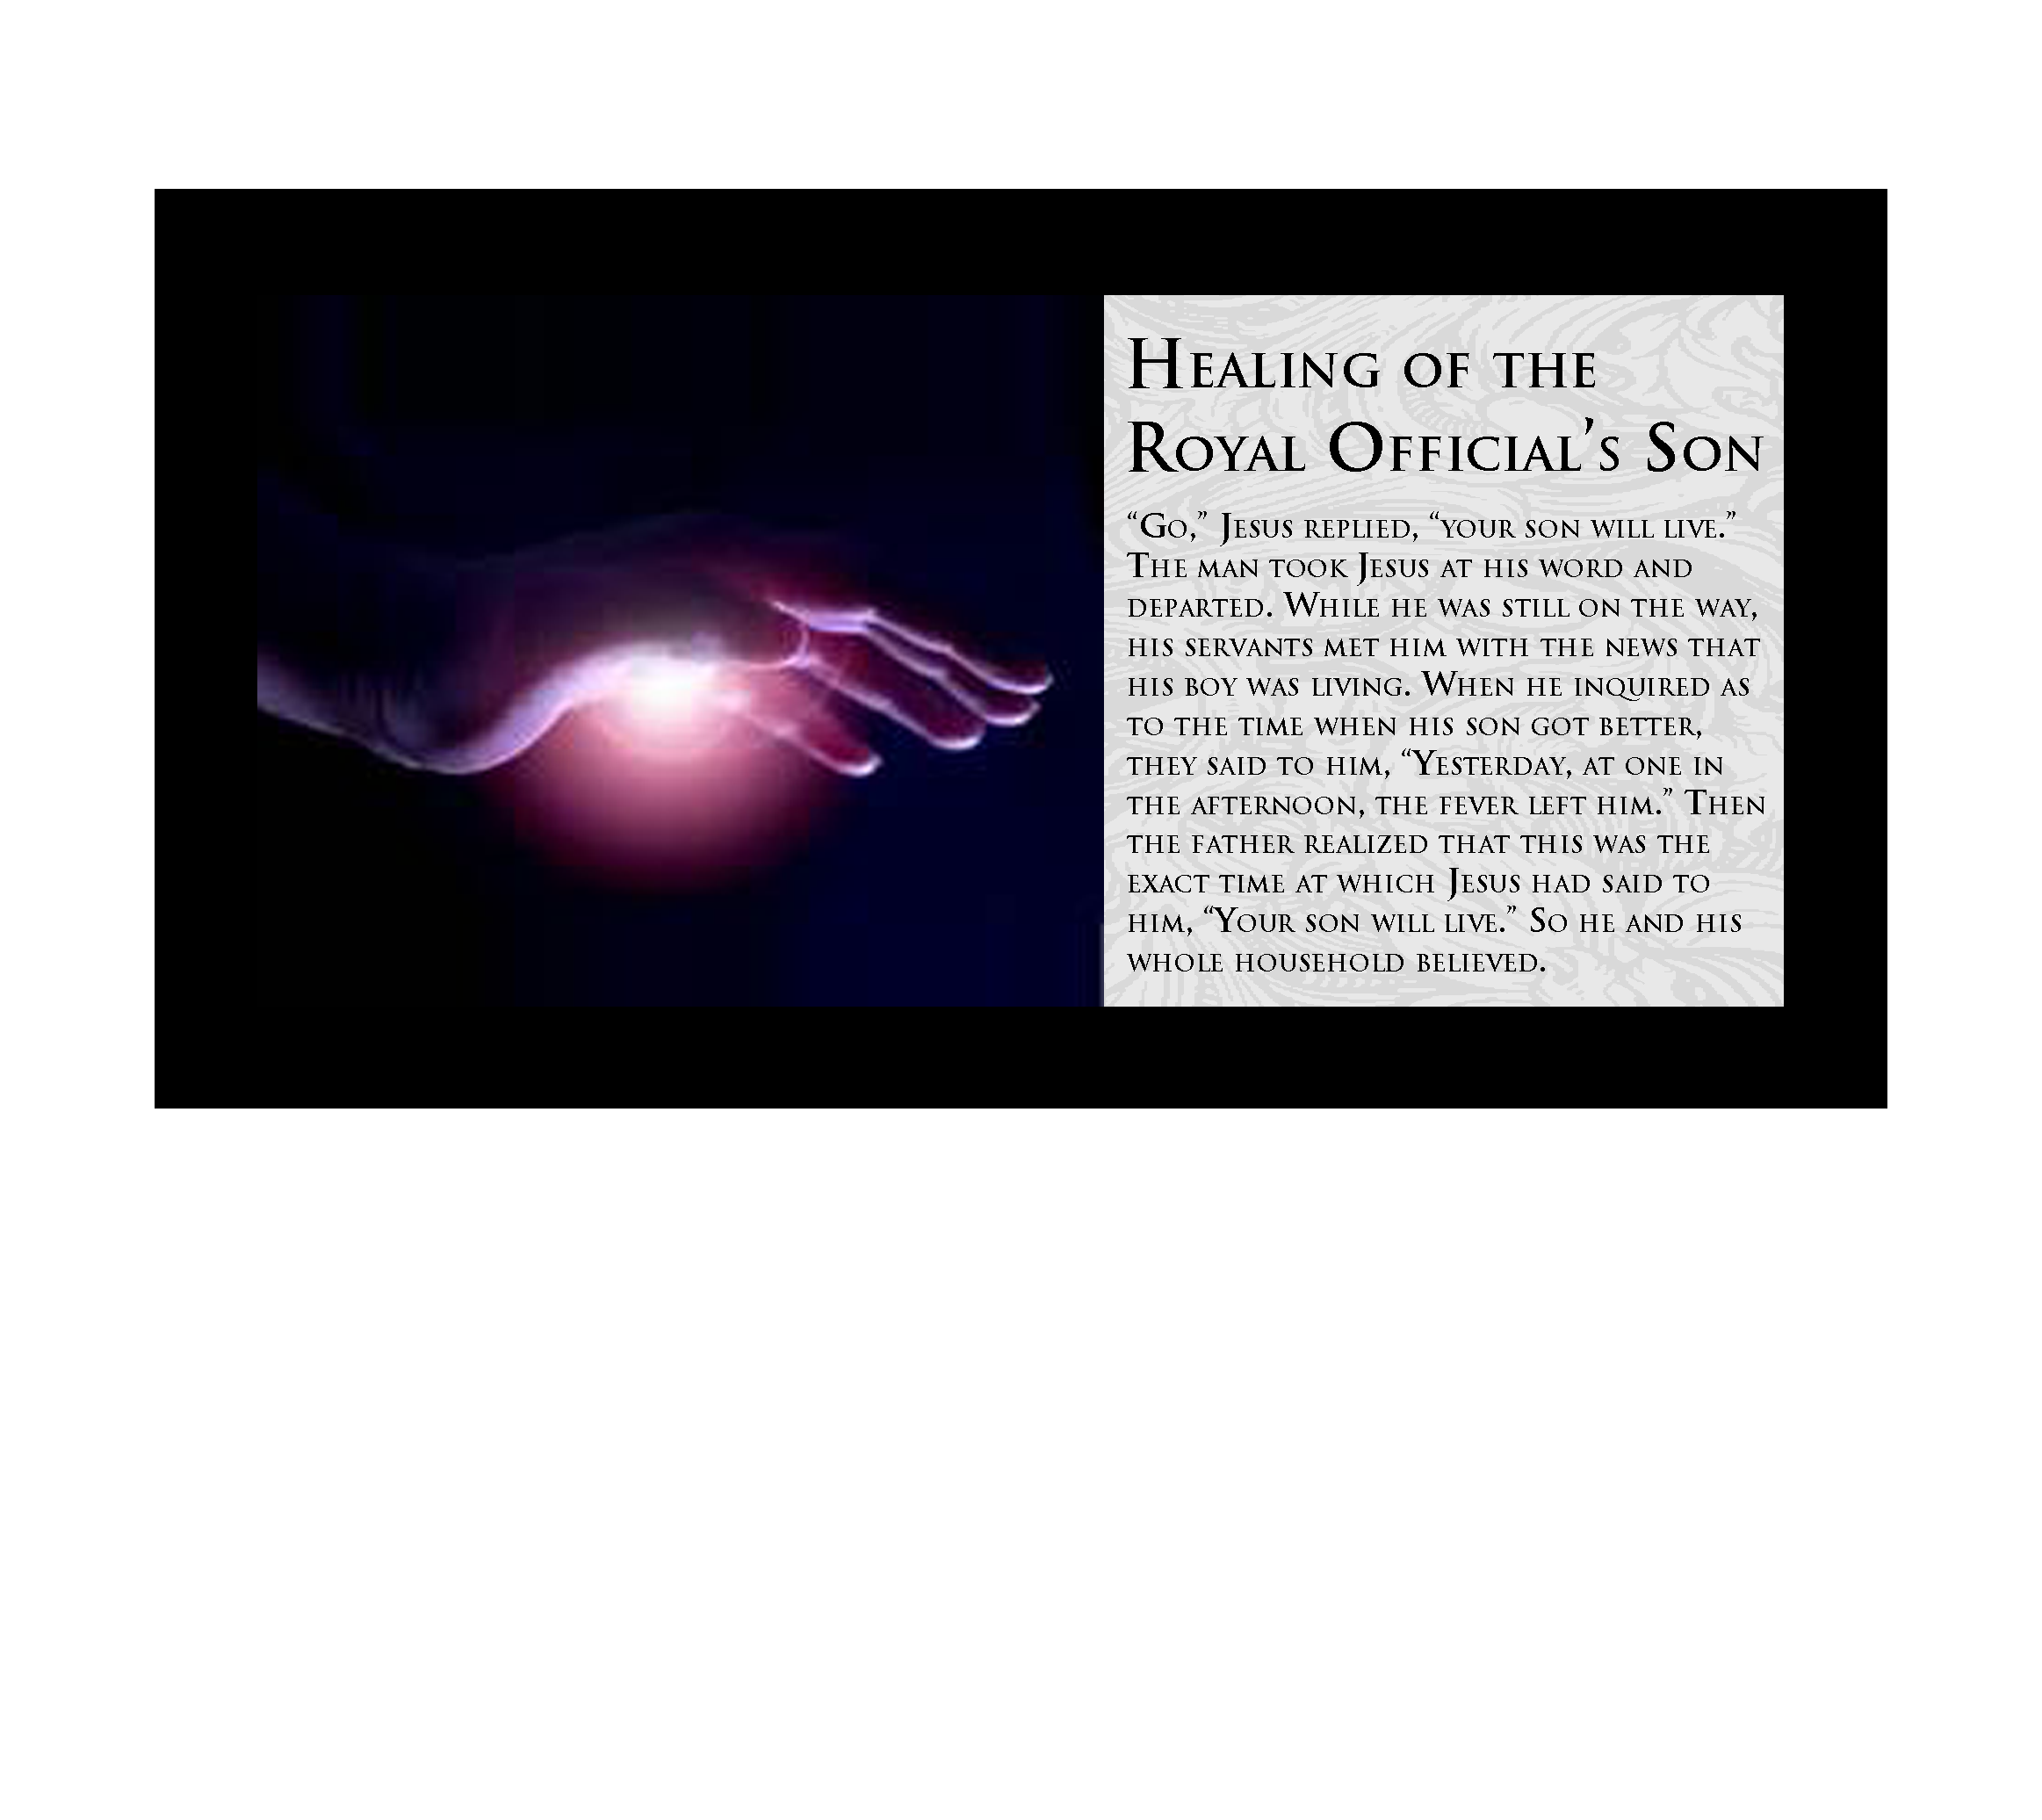 Healing of the
Royal Official’s Son
“Go,” Jesus replied, “your son will live.”
The man took Jesus at his word and
departed. While he was still on the way,
his servants met him with the news that
his boy was living. When he inquired as
to the time when his son got better,
they said to him, “Yesterday, at one in
the afternoon, the fever left him.” Then
the father realized that this was the
exact time at which Jesus had said to
him, “Your son will live.” So he and his
whole household believed.